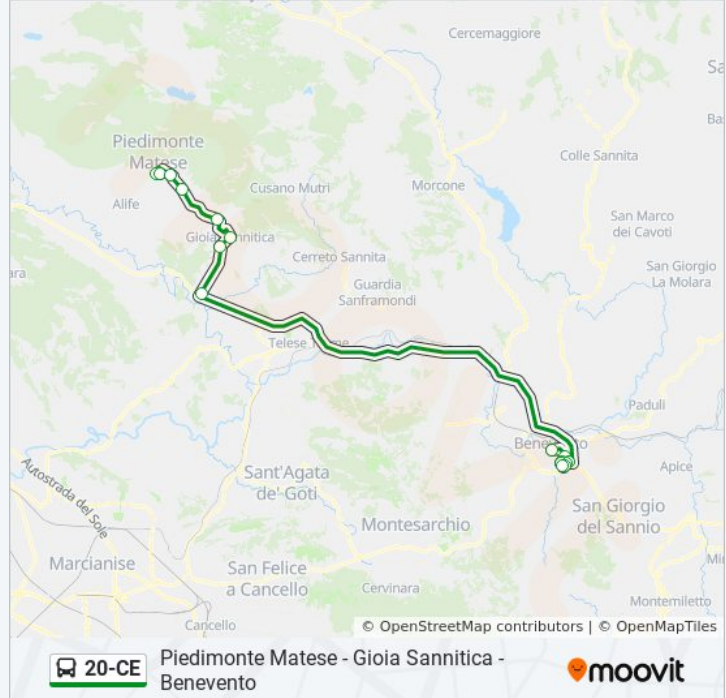 Cercemaggiore
Piedimonte
Matese
Colle Sannita
Cusano Mutri
Morcone
Alife
San Marco
dei Cavoti
Gioia Sannitica
Cerreto Sannita
San Giorgio
La Molara
Guardia
Sanframondi
Telese Terme
Paduli
Benevento
Apice
Autostrada del Sole
Sant'Agata
de' Goti
San Giorgio
del Sannio
Montesarchio
Marcianise
San Felice
a Cancello
Cervinara
Montemiletto
Cancello
© OpenStreetMap contributors | © OpenMapTiles
20-CE
Piedimonte Matese - Gioia Sannitica -
Benevento
moovit